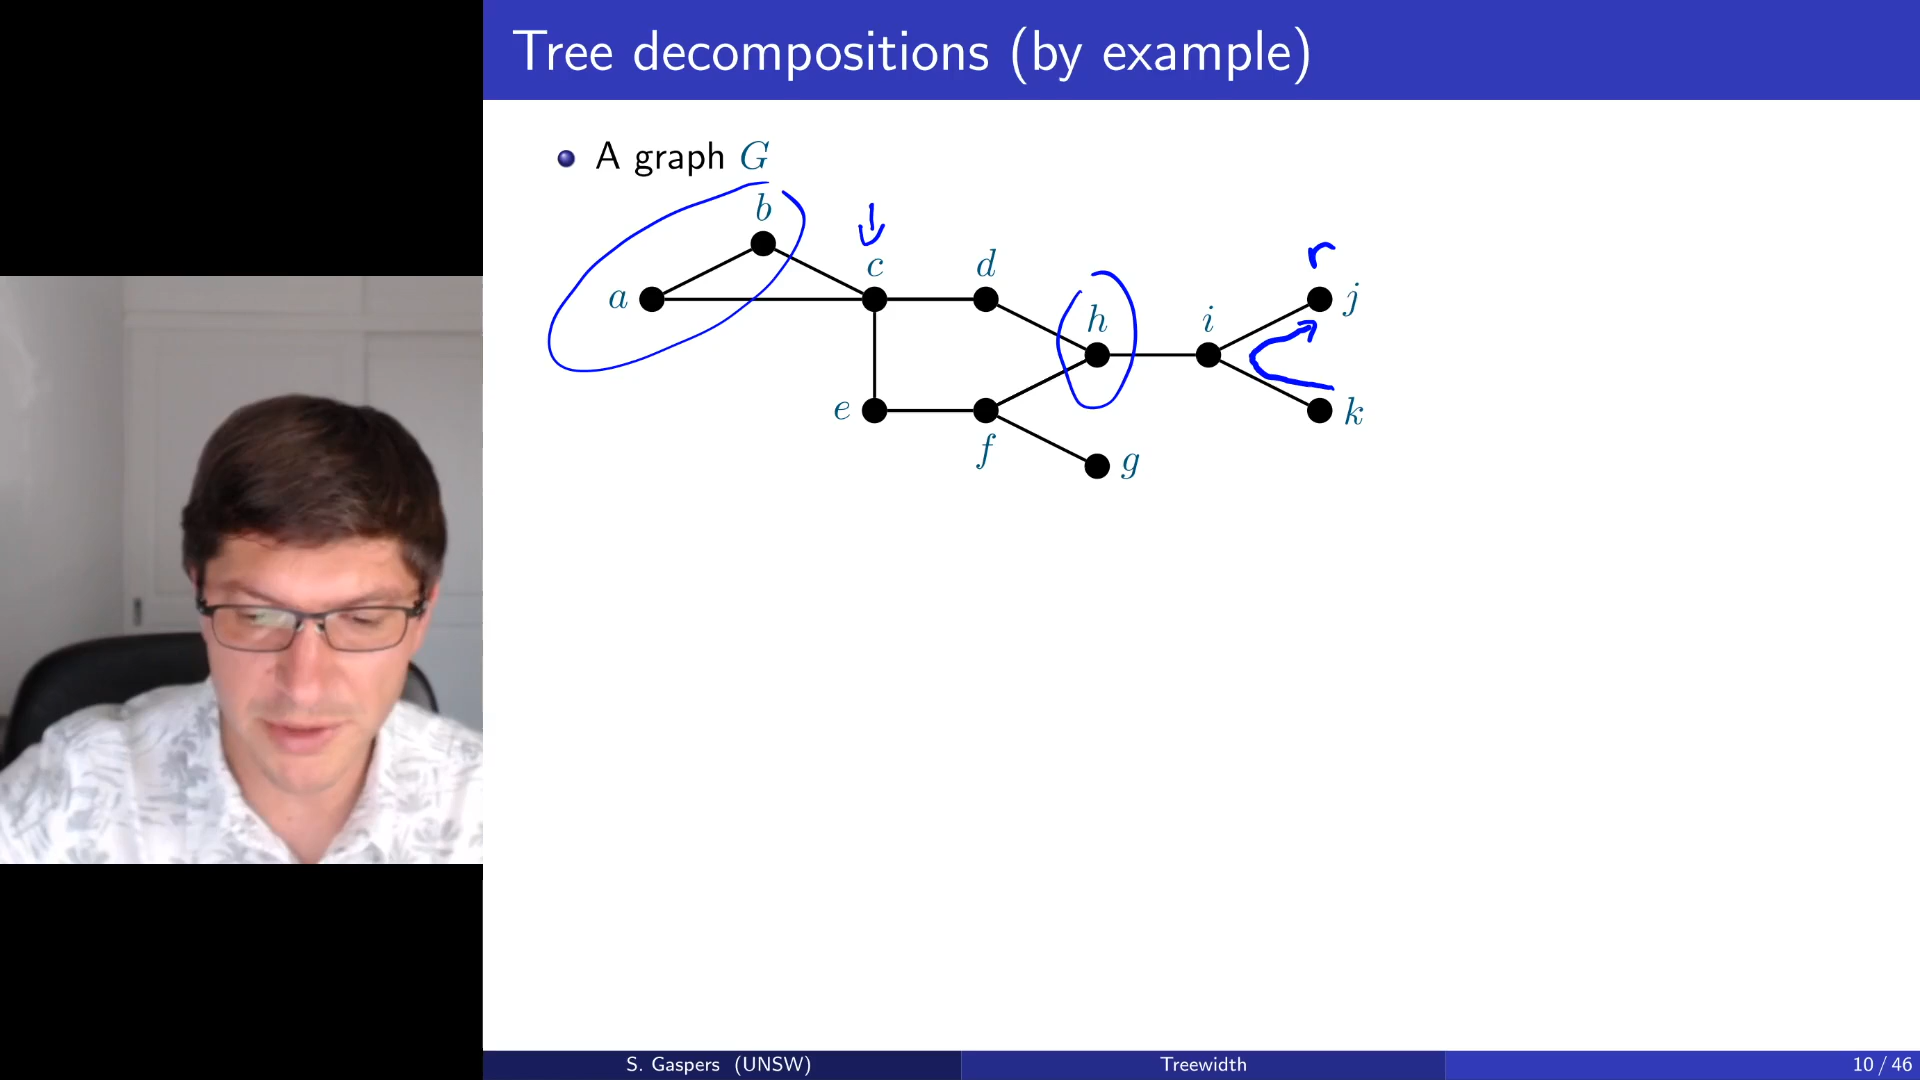 Tree decompositions (by example)
A graph G
b
c
d
r
a
h
i
j
e
f
g
k
S. Gaspers (UNSW)
Treewidth
10 / 46